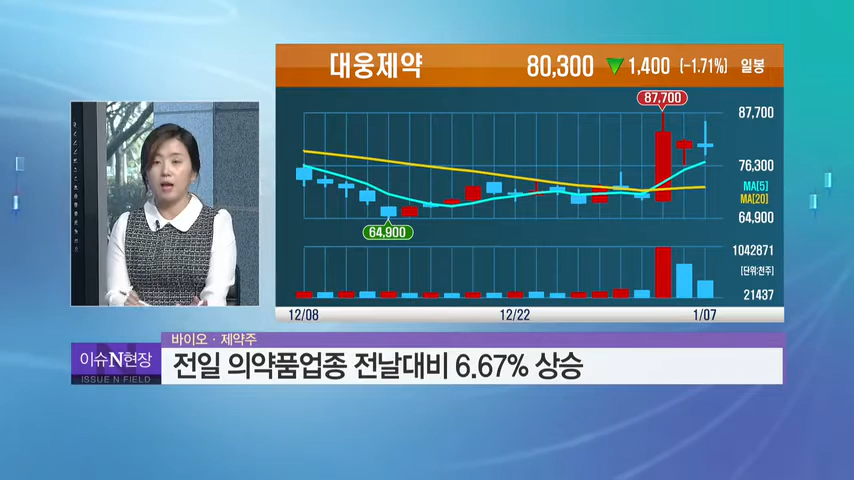 대웅제약 80,300 ▼1,400 (-1.71%) 일봉
87,700
87,700
76,300
MA[5]
MA[20]
64,900
64,900
1042871
[단위:천주]
21437
12/08 12/22 1/07
바이오 · 제약주
이슈N현장
ISSUE N FIELD
전일 의약품업종 전날대비 6.67% 상승